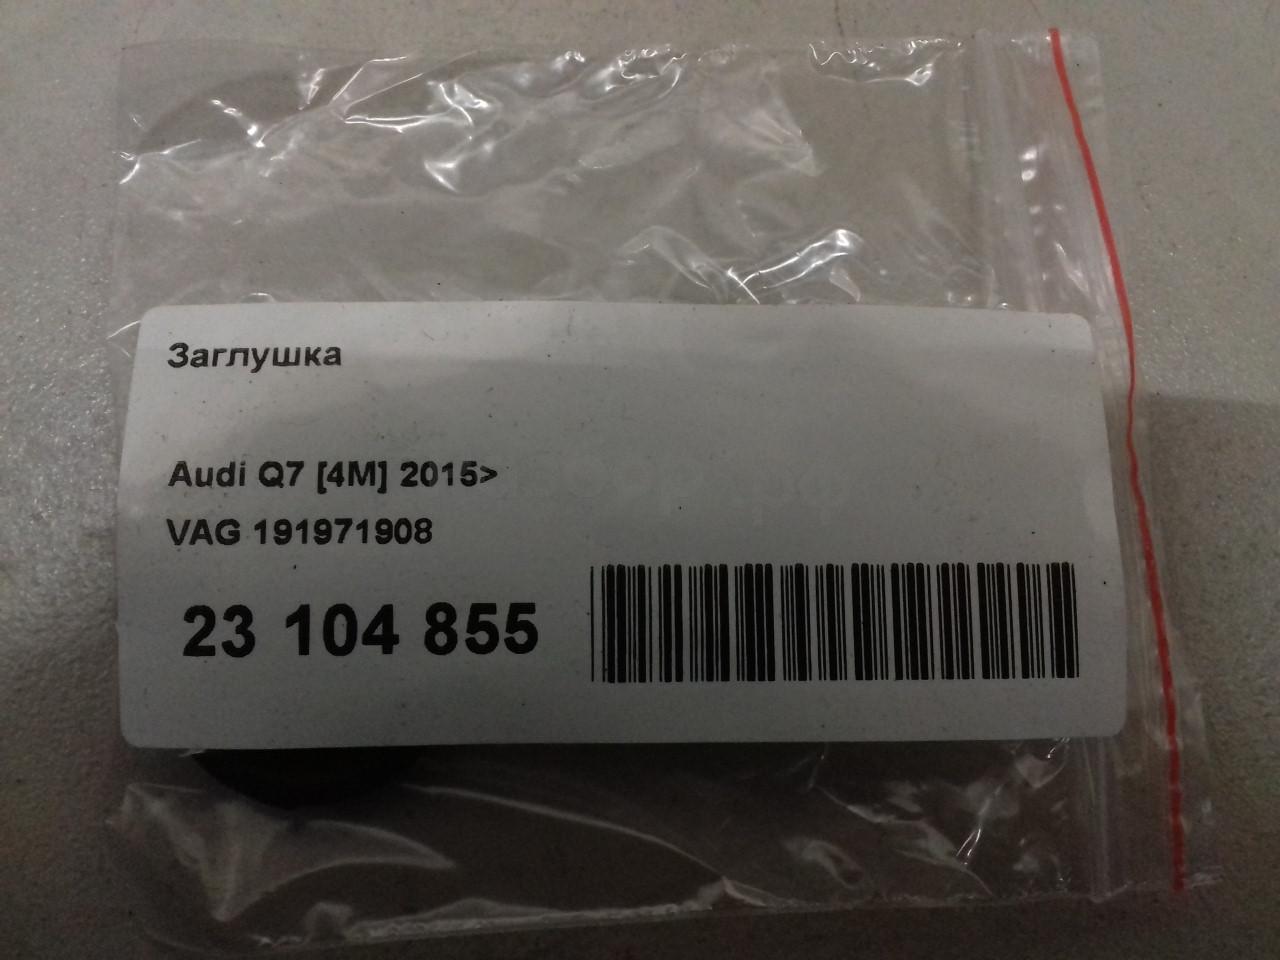 Заглушка
Audi Q7 [4M] 2015>
VAG 191971908
23 104 855